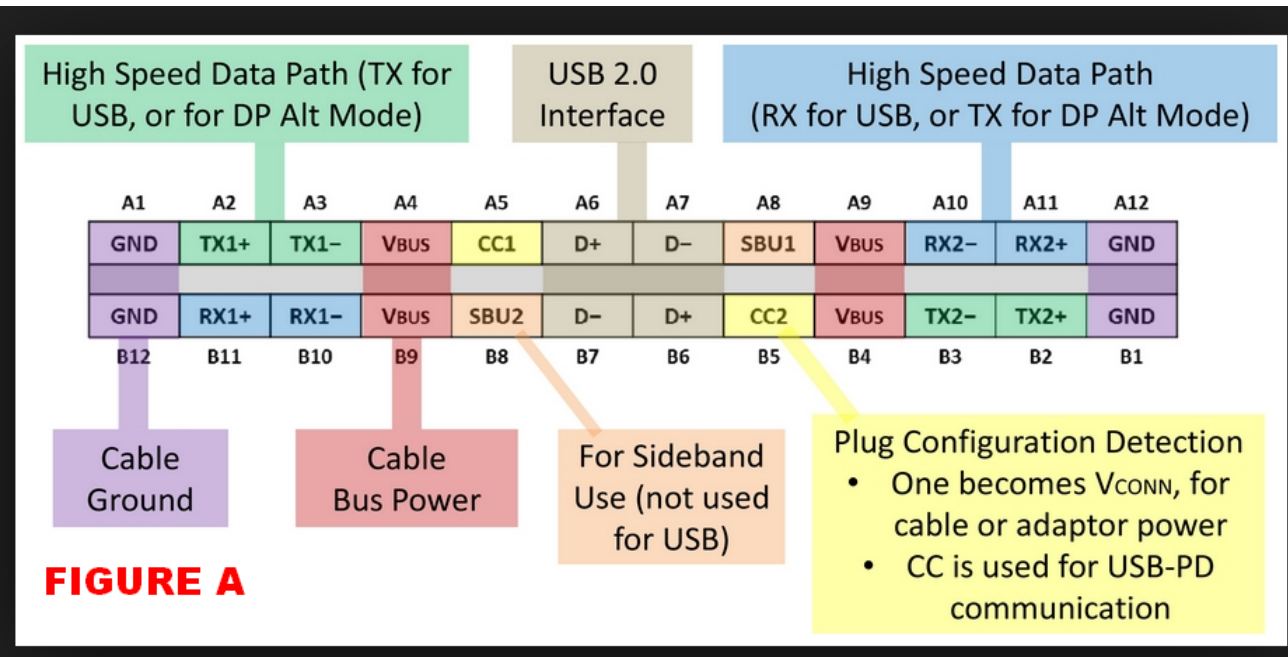 High Speed Data Path (TX for
USB, or for DP Alt Mode)
USB 2.0
Interface
High Speed Data Path
(RX for USB, or TX for DP Alt Mode)
A1 A2 A3 A4 A5 A6 A7 A8 A9 A10 A11 A12
GND TX1+ TX1− VBUS CC1 D+ D− SBU1 VBUS RX2− RX2+ GND
GND RX1+ RX1− VBUS SBU2 D− D+ CC2 VBUS TX2− TX2+ GND
B12 B11 B10 B9 B8 B7 B6 B5 B4 B3 B2 B1
Cable
Ground
Cable
Bus Power
For Sideband
Use (not used
for USB)
Plug Configuration Detection
• One becomes VCONN, for
cable or adaptor power
• CC is used for USB-PD
communication
FIGURE A